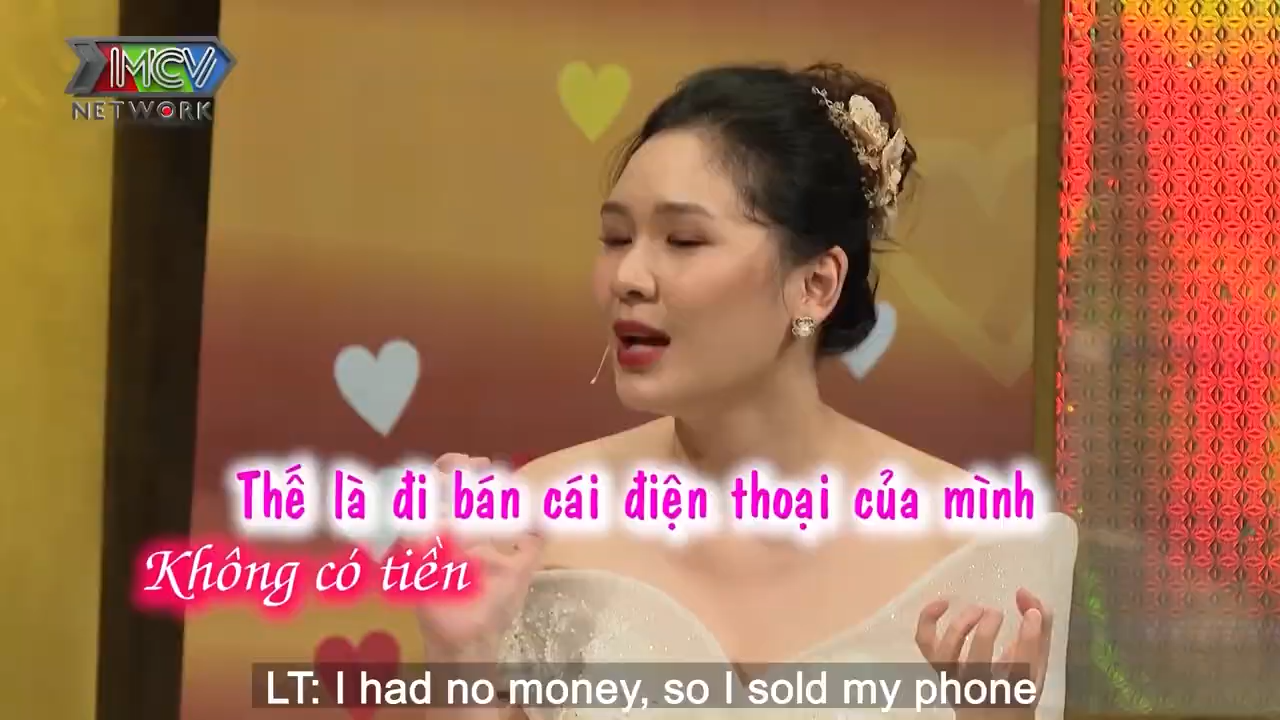 MCV
NETWORK
Thế là đi bán cái điện thoại của mình
Không có tiền
LT: I had no money, so I sold my phone